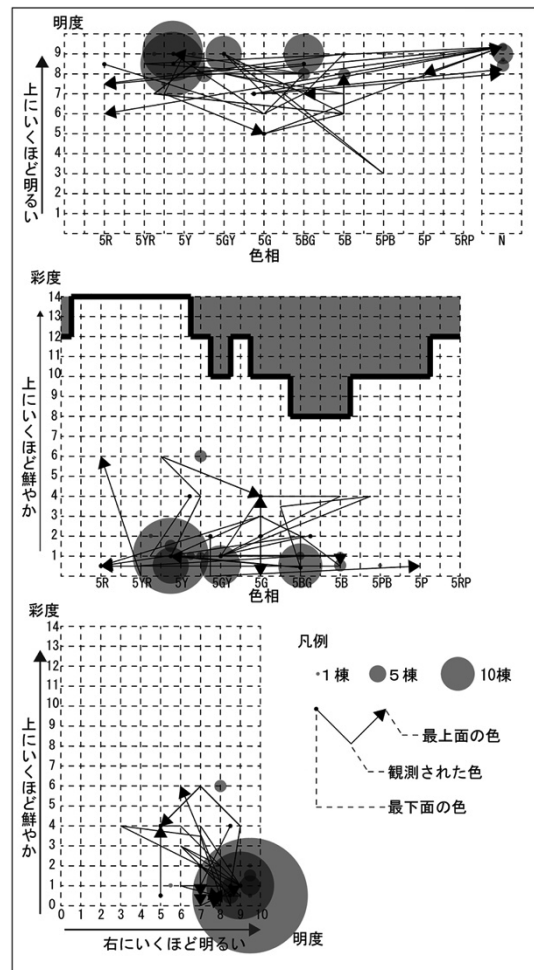 明度
9
8
7
6
5
4
3
2
1
上にいくほど明るい
5R 5YR 5Y 5GY 5G 5BG 5B 5PB 5P 5RP N
色相
彩度
14
13
12
11
10
9
8
7
6
5
4
3
2
1
上にいくほど鮮やか
5R 5YR 5Y 5GY 5G 5BG 5B 5PB 5P 5RP
色相
彩度
14
13
12
11
10
9
8
7
6
5
4
3
2
1
0
上にいくほど鮮やか
0 1 2 3 4 5 6 7 8 9 10
右にいくほど明るい
明度
凡例
1棟 5棟 10棟
最上面の色
観測された色
最下面の色